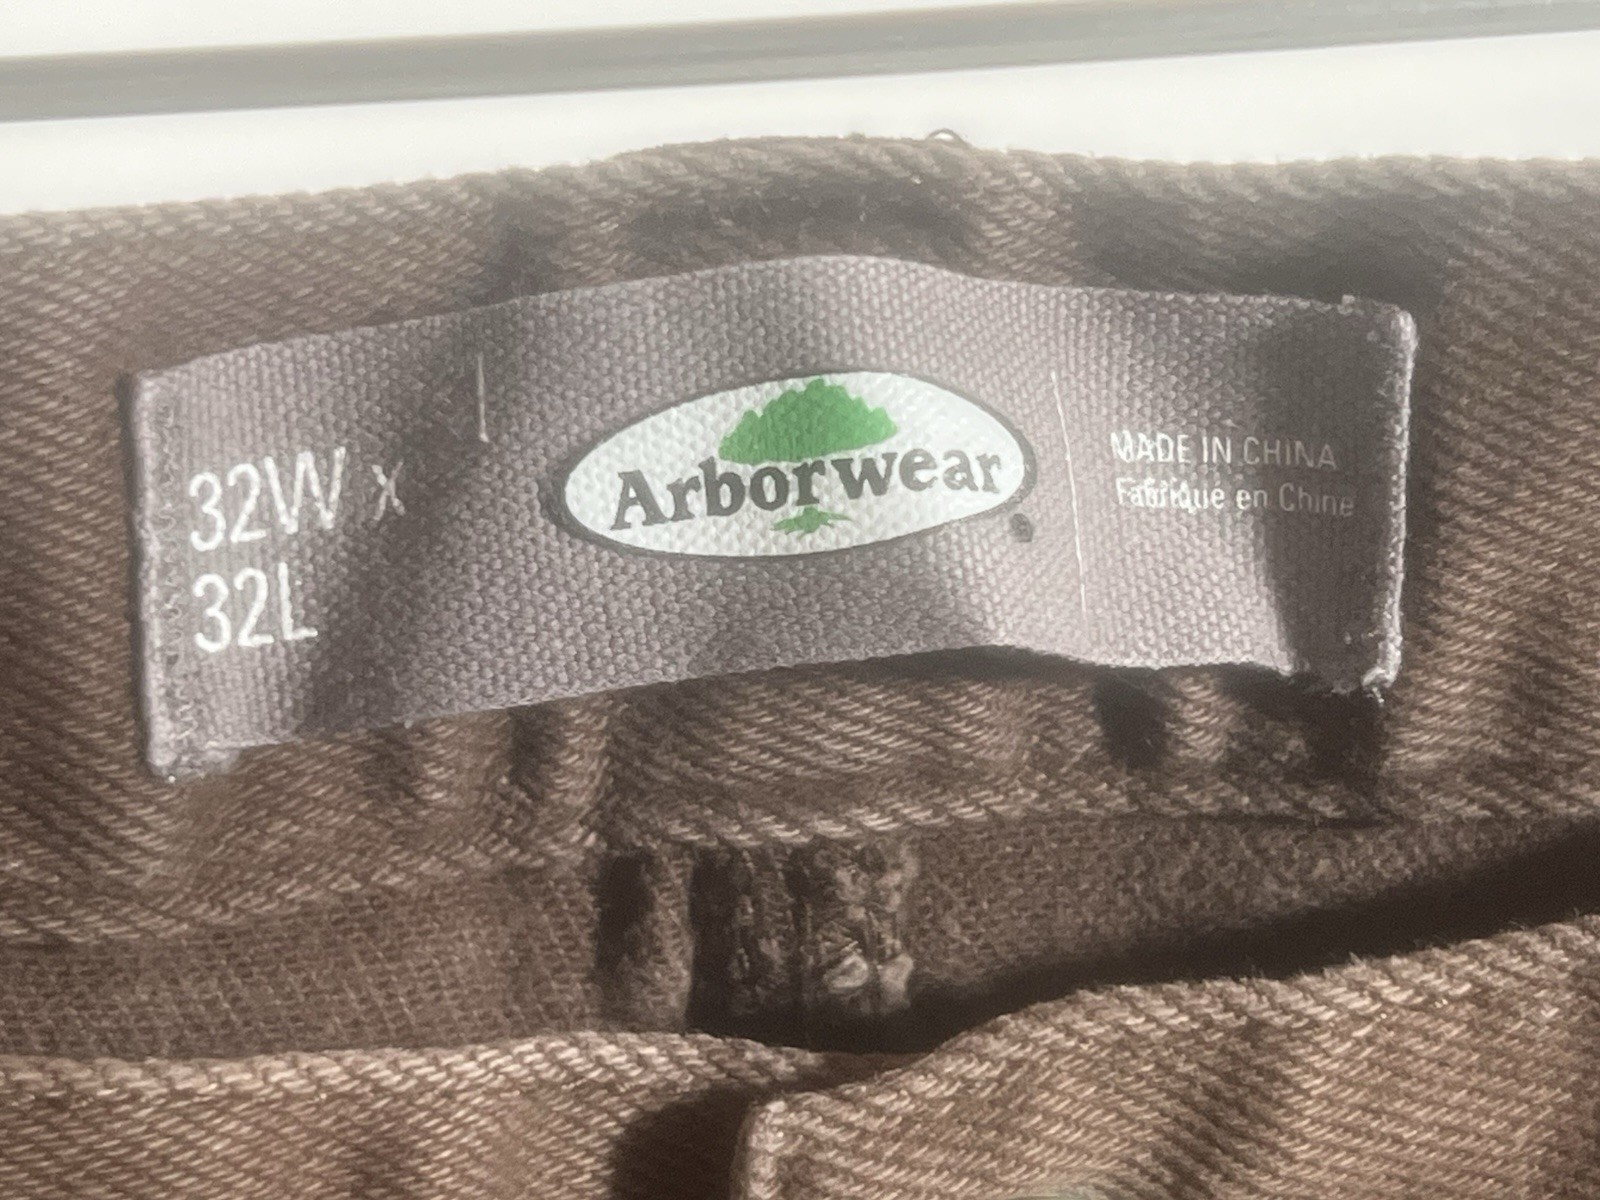 32W x
32L
Arborwear
MADE IN CHINA
Fabriqué en Chine